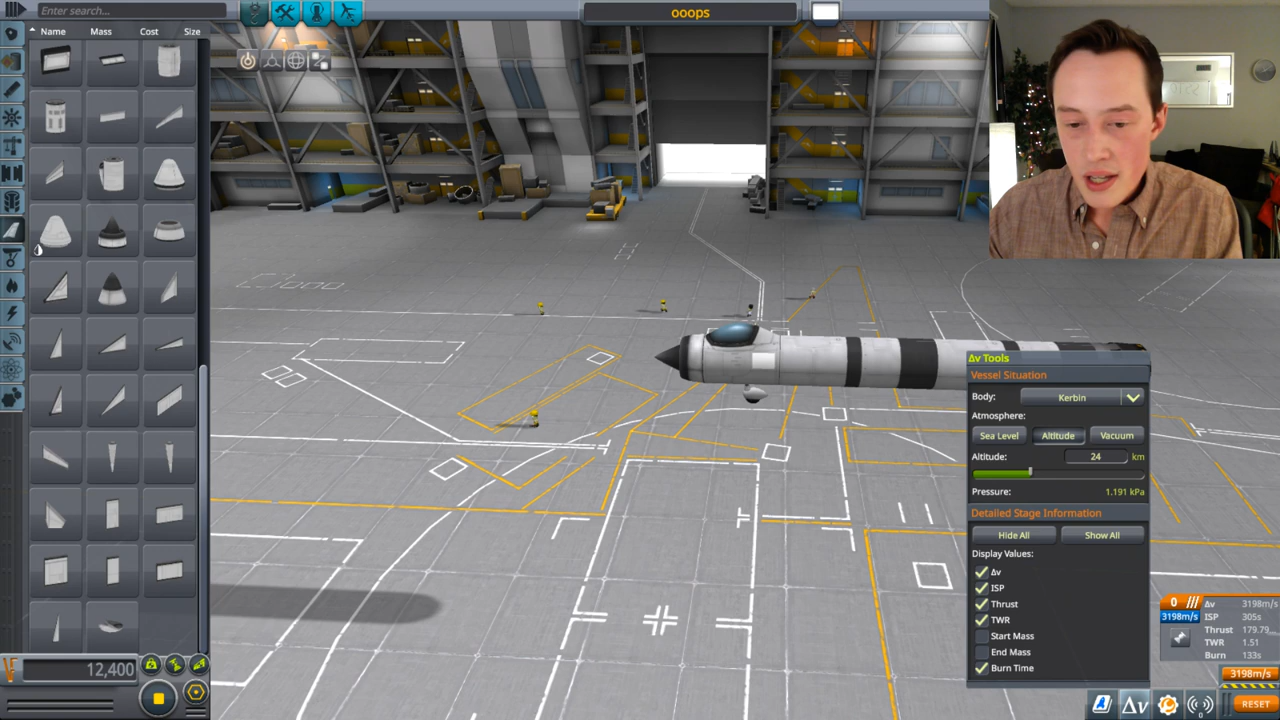 Enter search...
ooops
Name Mass Cost Size
Δv Tools
Vessel Situation
Body: Kerbin
Atmosphere:
Sea Level Altitude Vacuum
Altitude: 24 km
Pressure: 1.191 kPa
Detailed Stage Information
Hide All Show All
Display Values:
Δv
ISP
Thrust
TWR
Start Mass
End Mass
Burn Time
0 Δv 3198m/s
3198m/s ISP 305s
Thrust 179.79
TWR 1.51
Burn 133s
3198m/s
12,400
Δv 0 RESET